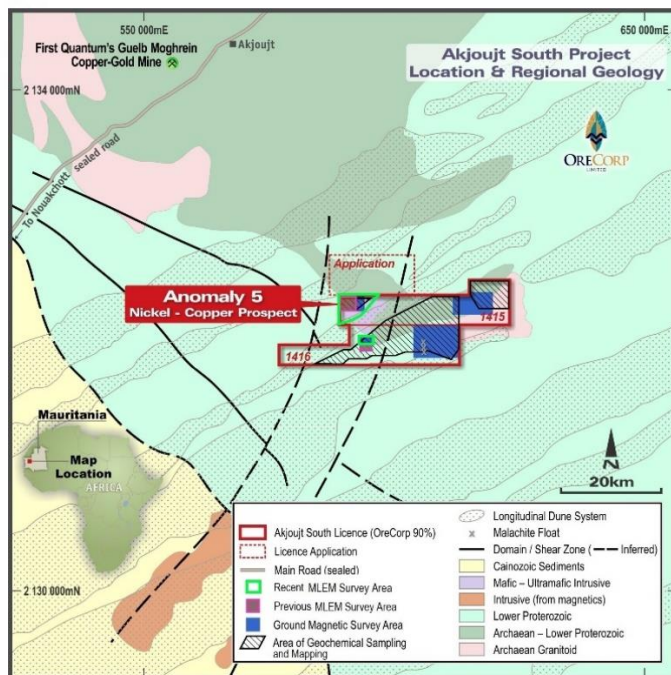 550 000mE
650 000mE
First Quantum's Guelb Moghrein
Copper-Gold Mine
Akjoujt
Akjoujt South Project
Location & Regional Geology
2 134 000mN
ORECORP
LIMITED
To Nouakchott sealed road
Application
Anomaly 5
Nickel - Copper Prospect
1415
1416
Mauritania
Map
Location
AFRICA
N
20km
2 130 000mN
Akjoujt South Licence (OreCorp 90%)
Licence Application
Main Road (sealed)
Recent MLEM Survey Area
Previous MLEM Survey Area
Ground Magnetic Survey Area
Area of Geochemical Sampling
and Mapping
Longitudinal Dune System
x Malachite Float
Domain / Shear Zone ( Inferred)
Cainozoic Sediments
Mafic – Ultramafic Intrusive
Intrusive (from magnetics)
Lower Proterozoic
Archaean – Lower Proterozoic
Archaean Granitoid